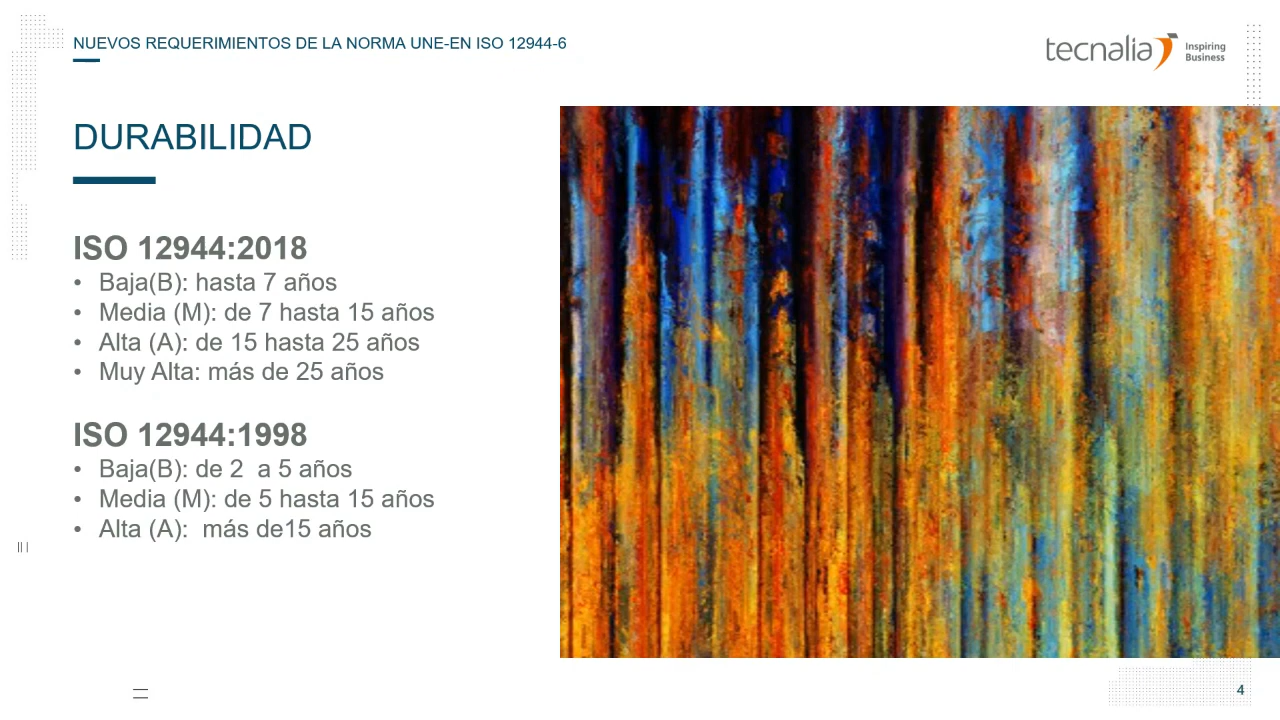 NUEVOS REQUERIMIENTOS DE LA NORMA UNE-EN ISO 12944-6
tecnalia Inspiring
Business
DURABILIDAD
ISO 12944:2018
• Baja(B): hasta 7 años
• Media (M): de 7 hasta 15 años
• Alta (A): de 15 hasta 25 años
• Muy Alta: más de 25 años
ISO 12944:1998
• Baja(B): de 2  a 5 años
• Media (M): de 5 hasta 15 años
• Alta (A):  más de15 años
4